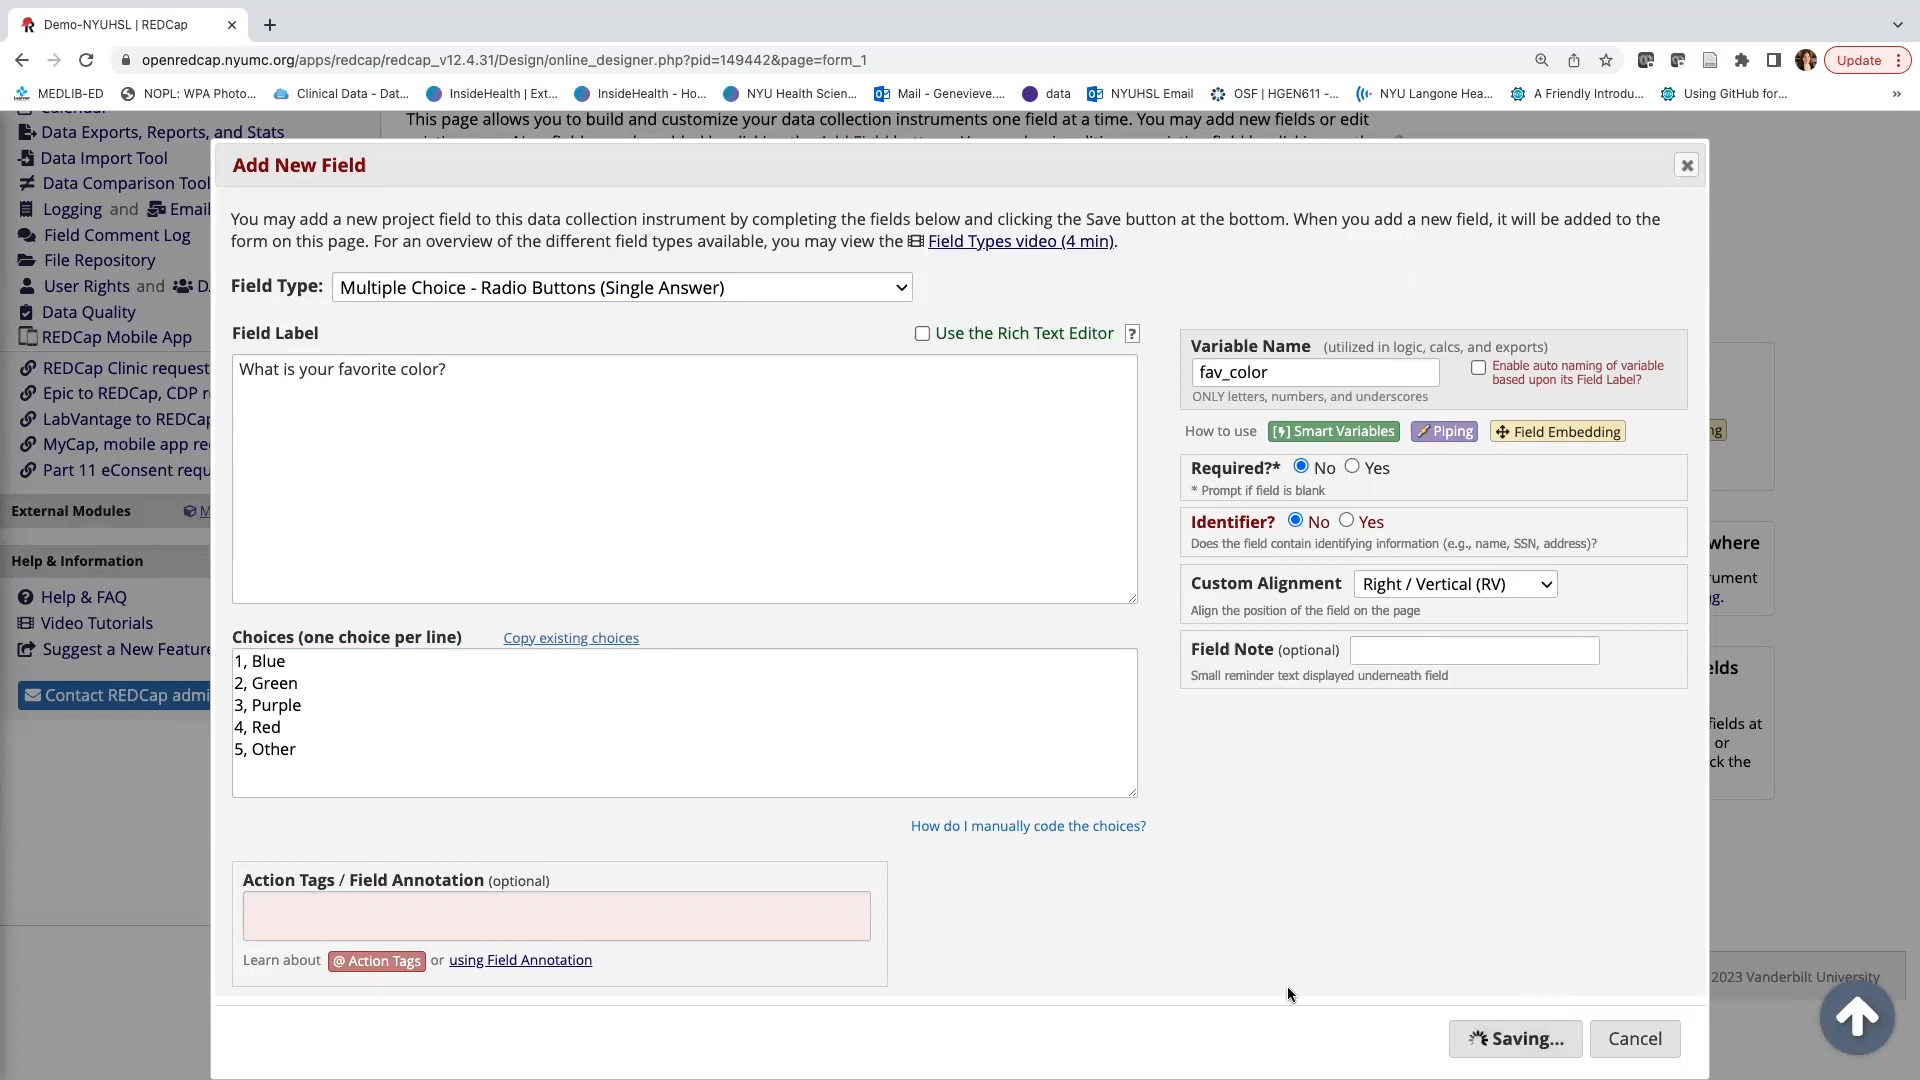 Demo-NYUHSL | REDCap
openredcap.nyumc.org/apps/redcap/redcap_v12.4.31/Design/online_designer.php?pid=149442&page=form_1
Update
MEDLIB-ED
NOPL: WPA Photo...
Clinical Data - Dat...
InsideHealth | Ext...
InsideHealth - Ho...
NYU Health Scien...
Mail - Genevieve....
data
NYUHSL Email
OSF | HGEN611 -...
NYU Langone Hea...
A Friendly Introdu...
Using GitHub for...
Data Exports, Reports, and Stats
Data Import Tool
Data Comparison Tool
Logging and Email
Field Comment Log
File Repository
User Rights and D
Data Quality
REDCap Mobile App
REDCap Clinic request
Epic to REDCap, CDP r
LabVantage to REDCap
MyCap, mobile app re
Part 11 eConsent requ
External Modules M
Help & Information
Help & FAQ
Video Tutorials
Suggest a New Feature
Contact REDCap admi
This page allows you to build and customize your data collection instruments one field at a time. You may add new fields or edit
Add New Field
You may add a new project field to this data collection instrument by completing the fields below and clicking the Save button at the bottom. When you add a new field, it will be added to the
form on this page. For an overview of the different field types available, you may view the Field Types video (4 min).
Field Type: Multiple Choice - Radio Buttons (Single Answer)
Field Label
Use the Rich Text Editor ?
What is your favorite color?
Choices (one choice per line) Copy existing choices
1, Blue
2, Green
3, Purple
4, Red
5, Other
How do I manually code the choices?
Action Tags / Field Annotation (optional)
Learn about @ Action Tags or using Field Annotation
Variable Name (utilized in logic, calcs, and exports)
fav_color
Enable auto naming of variable
based upon its Field Label?
ONLY letters, numbers, and underscores
How to use [ϟ] Smart Variables Piping Field Embedding
Required?* No Yes
* Prompt if field is blank
Identifier? No Yes
Does the field contain identifying information (e.g., name, SSN, address)?
Custom Alignment Right / Vertical (RV)
Align the position of the field on the page
Field Note (optional)
Small reminder text displayed underneath field
Saving...
Cancel
ng
where
rument
g.
elds
fields at
or
ck the
2023 Vanderbilt University